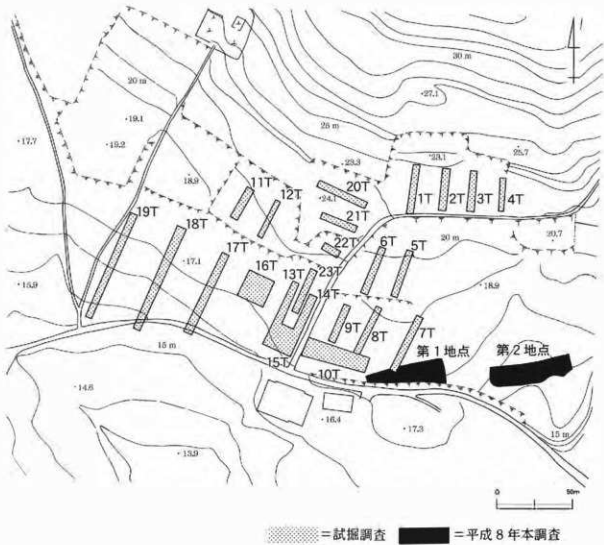 30 m
20 m
・27.1
・19.1
・17.7
・19.2
25 m
・23.3
・23.1
25.7
18.9
24.1
20T
11T
12T
1T
2T
3T
4T
21T
19T
18T
22T
20 m
20.7
17T
6T
5T
・17.1
16T
13T
23T
14T
・18.9
・15.9
9T
8T
7T
第1地点
第2地点
15 m
15T
10T
・14.6
・16.4
・17.3
15 m
・13.9
0 50m
=試掘調査 =平成8年本調査